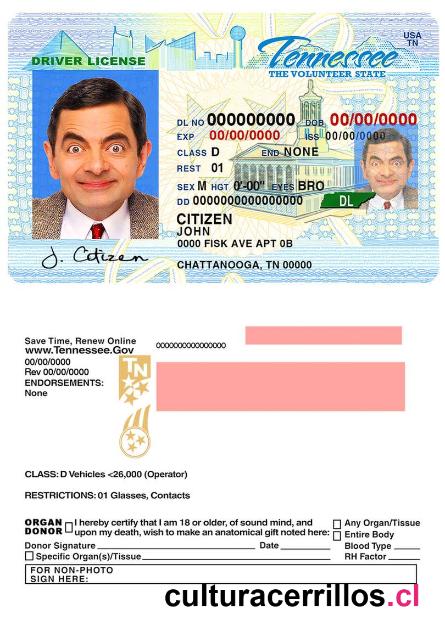 USA
TN
Tennessee
DRIVER LICENSE
THE VOLUNTEER STATE
DL NO 000000000 DOB 00/00/0000
EXP 00/00/0000 ISS 00/00/0000
CLASS D END NONE
REST 01
SEX M HGT 0'-00" EYES BRO
DD 0000000000000000
DL
CITIZEN
JOHN
0000 FISK AVE APT 0B
J. Citizen
CHATTANOOGA, TN 00000
Save Time, Renew Online
www.Tennessee.Gov
0000000000000000
00/00/0000
Rev 00/00/0000
ENDORSEMENTS:
None
TN
CLASS: D Vehicles <26,000 (Operator)
RESTRICTIONS: 01 Glasses, Contacts
ORGAN DONOR I hereby certify that I am 18 or older, of sound mind, and
upon my death, wish to make an anatomical gift noted here:
Any Organ/Tissue
Entire Body
Donor Signature Date Blood Type
Specific Organ(s)/Tissue RH Factor
FOR NON-PHOTO
SIGN HERE:
culturacerrillos.cl